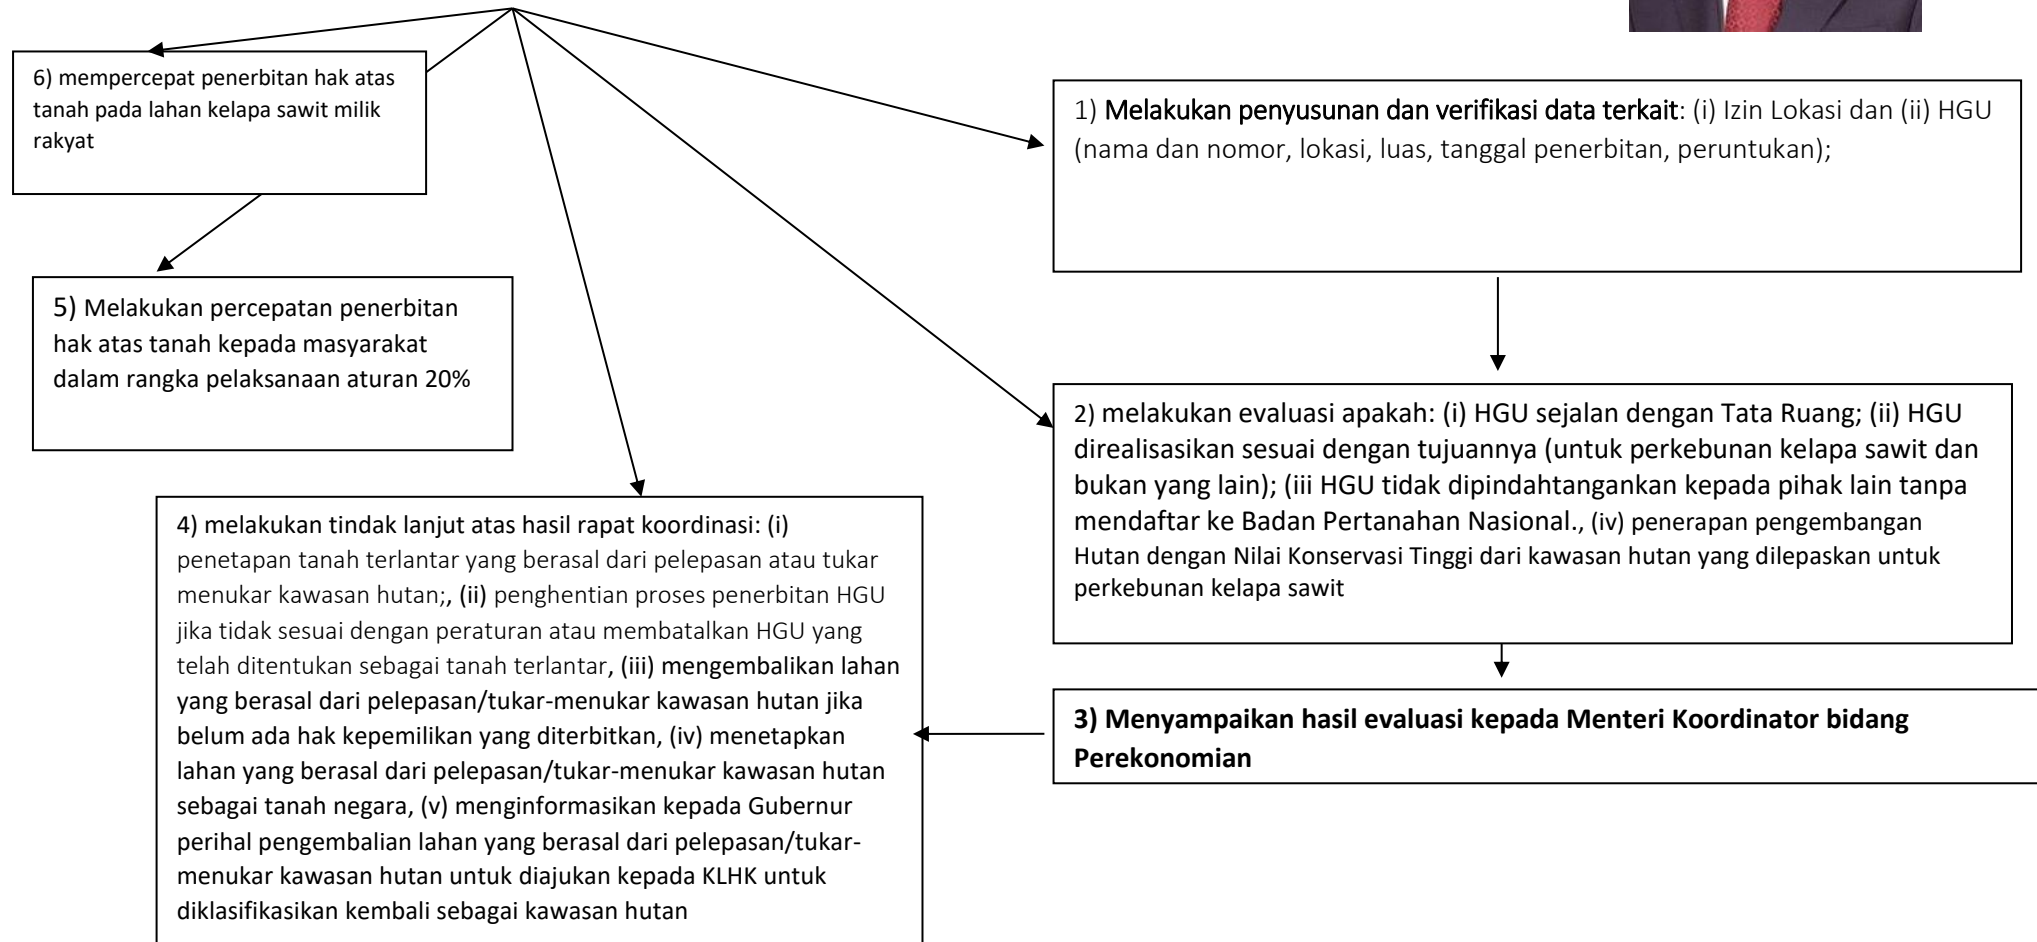 6) mempercepat penerbitan hak atas
tanah pada lahan kelapa sawit milik
rakyat
1) Melakukan penyusunan dan verifikasi data terkait: (i) Izin Lokasi dan (ii) HGU
(nama dan nomor, lokasi, luas, tanggal penerbitan, peruntukan);
5) Melakukan percepatan penerbitan
hak atas tanah kepada masyarakat
dalam rangka pelaksanaan aturan 20%
2) melakukan evaluasi apakah: (i) HGU sejalan dengan Tata Ruang; (ii) HGU
direalisasikan sesuai dengan tujuannya (untuk perkebunan kelapa sawit dan
bukan yang lain); (iii HGU tidak dipindahtangankan kepada pihak lain tanpa
mendaftar ke Badan Pertanahan Nasional., (iv) penerapan pengembangan
Hutan dengan Nilai Konservasi Tinggi dari kawasan hutan yang dilepaskan untuk
perkebunan kelapa sawit
4) melakukan tindak lanjut atas hasil rapat koordinasi: (i)
penetapan tanah terlantar yang berasal dari pelepasan atau tukar
menukar kawasan hutan;, (ii) penghentian proses penerbitan HGU
jika tidak sesuai dengan peraturan atau membatalkan HGU yang
telah ditentukan sebagai tanah terlantar, (iii) mengembalikan lahan
yang berasal dari pelepasan/tukar-menukar kawasan hutan jika
belum ada hak kepemilikan yang diterbitkan, (iv) menetapkan
lahan yang berasal dari pelepasan/tukar-menukar kawasan hutan
sebagai tanah negara, (v) menginformasikan kepada Gubernur
perihal pengembalian lahan yang berasal dari pelepasan/tukar-
menukar kawasan hutan untuk diajukan kepada KLHK untuk
diklasifikasikan kembali sebagai kawasan hutan
3) Menyampaikan hasil evaluasi kepada Menteri Koordinator bidang
Perekonomian